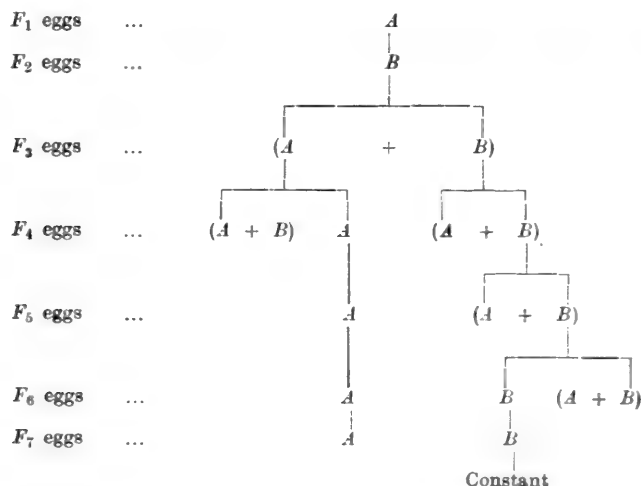 F1 eggs ... A
F2 eggs ... B
F3 eggs ... (A + B)
F4 eggs ... (A + B) A (A + B)
F5 eggs ... A (A + B)
F6 eggs ... A B (A + B)
F7 eggs ... A B
Constant